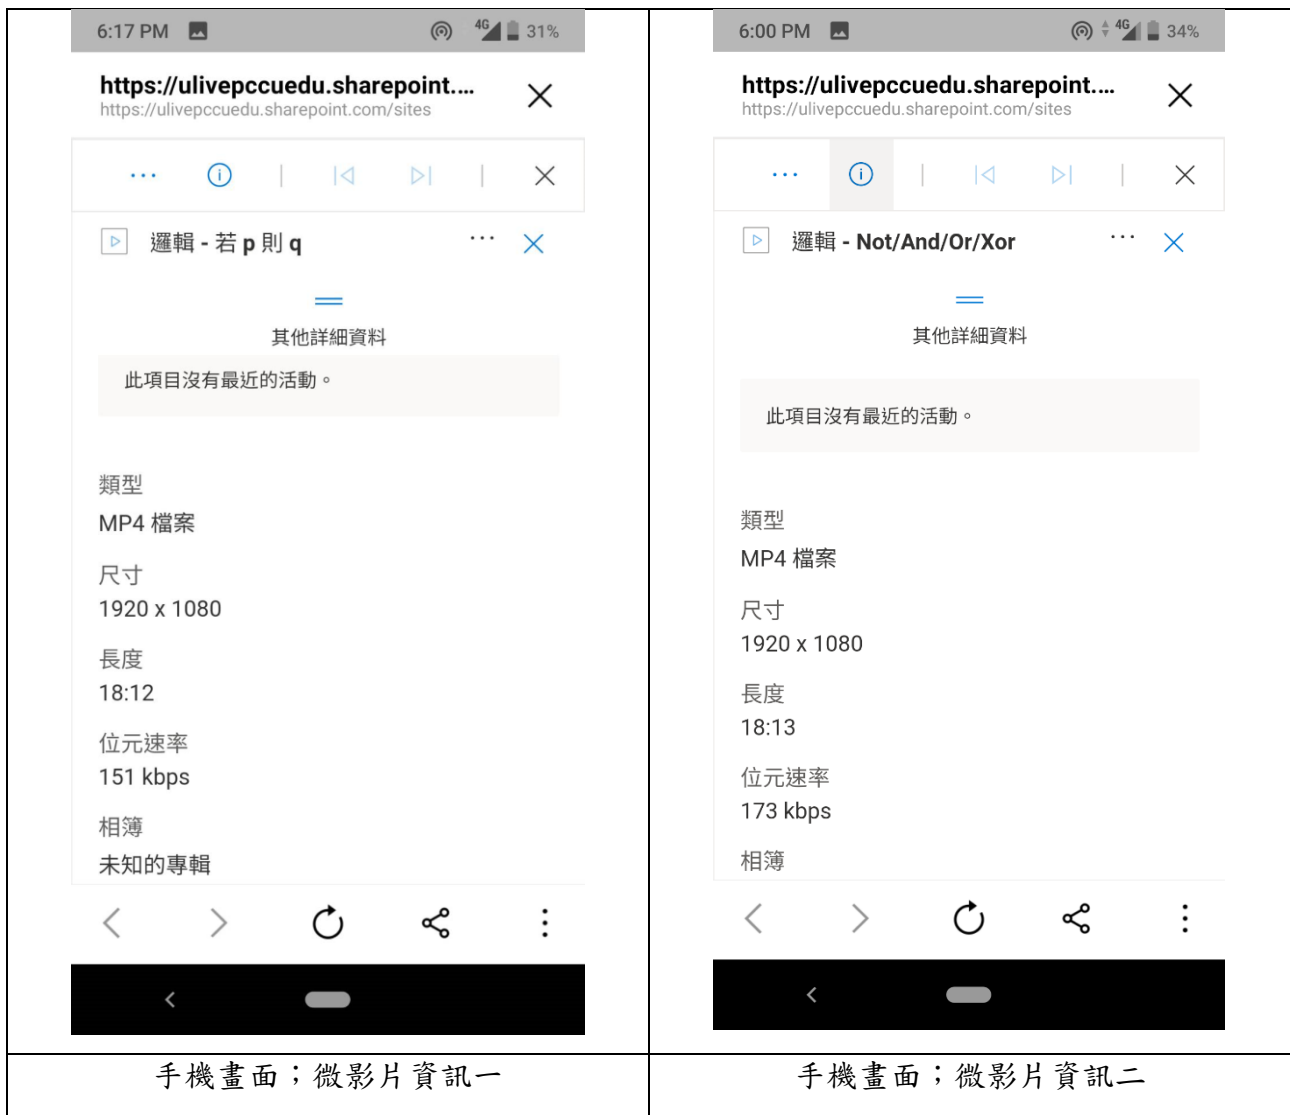 6:17 PM
4G
31%
https://ulivepccuedu.sharepoint....
https://ulivepccuedu.sharepoint.com/sites
邏輯 - 若 p 則 q
其他詳細資料
此項目沒有最近的活動。
類型
MP4 檔案
尺寸
1920 x 1080
長度
18:12
位元速率
151 kbps
相簿
未知的專輯
手機畫面；微影片資訊一
6:00 PM
4G
34%
https://ulivepccuedu.sharepoint....
https://ulivepccuedu.sharepoint.com/sites
邏輯 - Not/And/Or/Xor
其他詳細資料
此項目沒有最近的活動。
類型
MP4 檔案
尺寸
1920 x 1080
長度
18:13
位元速率
173 kbps
相簿
手機畫面；微影片資訊二